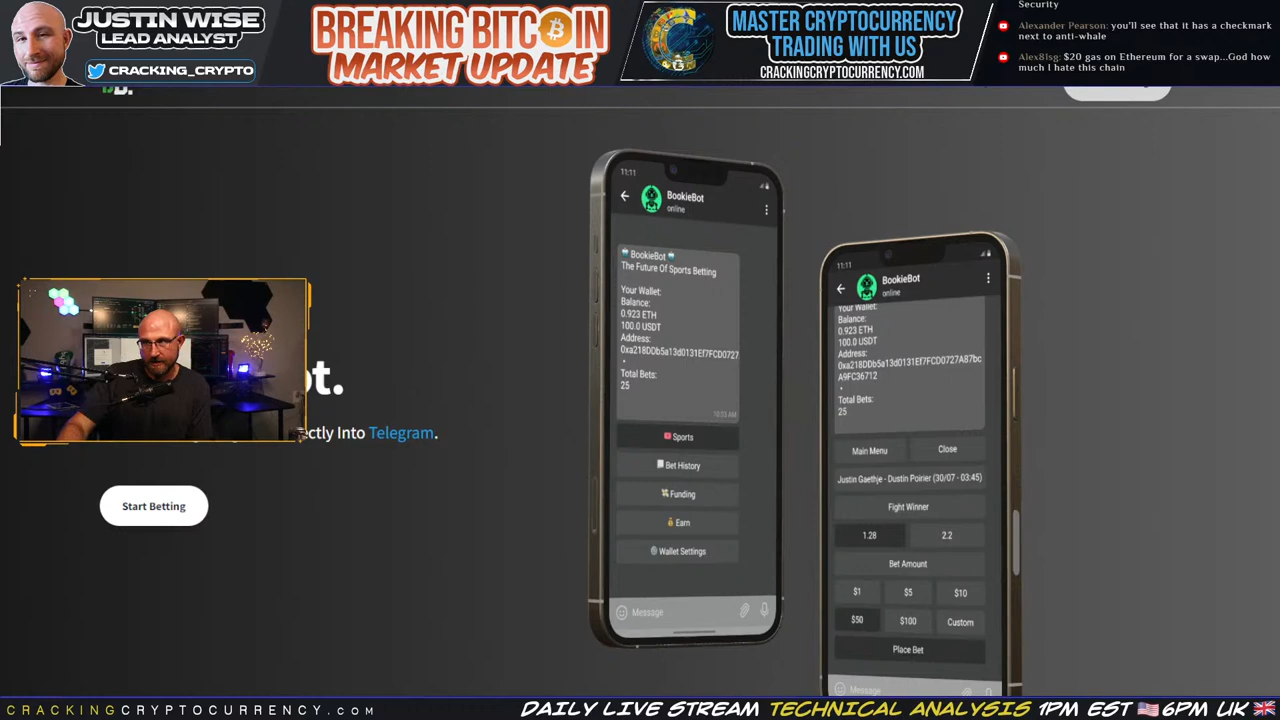 JUSTIN WISE
LEAD ANALYST
CRACKING_CRYPTO
BREAKING BITCOIN
MARKET UPDATE
MASTER CRYPTOCURRENCY
TRADING WITH US
CRACKINGCRYPTOCURRENCY.COM
Security
Alexander Pearson: you'll see that it has a checkmark
next to anti-whale
Alex8lsg: $20 gas on Ethereum for a swap...God how
much I hate this chain
ot.
ectly Into Telegram.
Start Betting
11:11
BookieBot
online
BookieBot
The Future Of Sports Betting
Your Wallet:
Balance:
0.923 ETH
100.0 USDT
Address:
0xa218DDb5a13d0131Ef7FCD0727
•
Total Bets:
25
10:53 AM
Sports
Bet History
Funding
Earn
Wallet Settings
Message
11:11
BookieBot
online
Your Wallet:
Balance:
0.923 ETH
100.0 USDT
Address:
0xa218DDb5a13d0131Ef7FCD0727A87bc
A9FC36712
•
Total Bets:
25
Main Menu
Close
Justin Gaethje - Dustin Poirier (30/07 - 03:45)
Fight Winner
1.28
2.2
Bet Amount
$1
$5
$10
$50
$100
Custom
Place Bet
Message
CRACKINGCRYPTOCURRENCY.com
DAILY LIVE STREAM TECHNICAL ANALYSIS 1PM EST 6PM UK